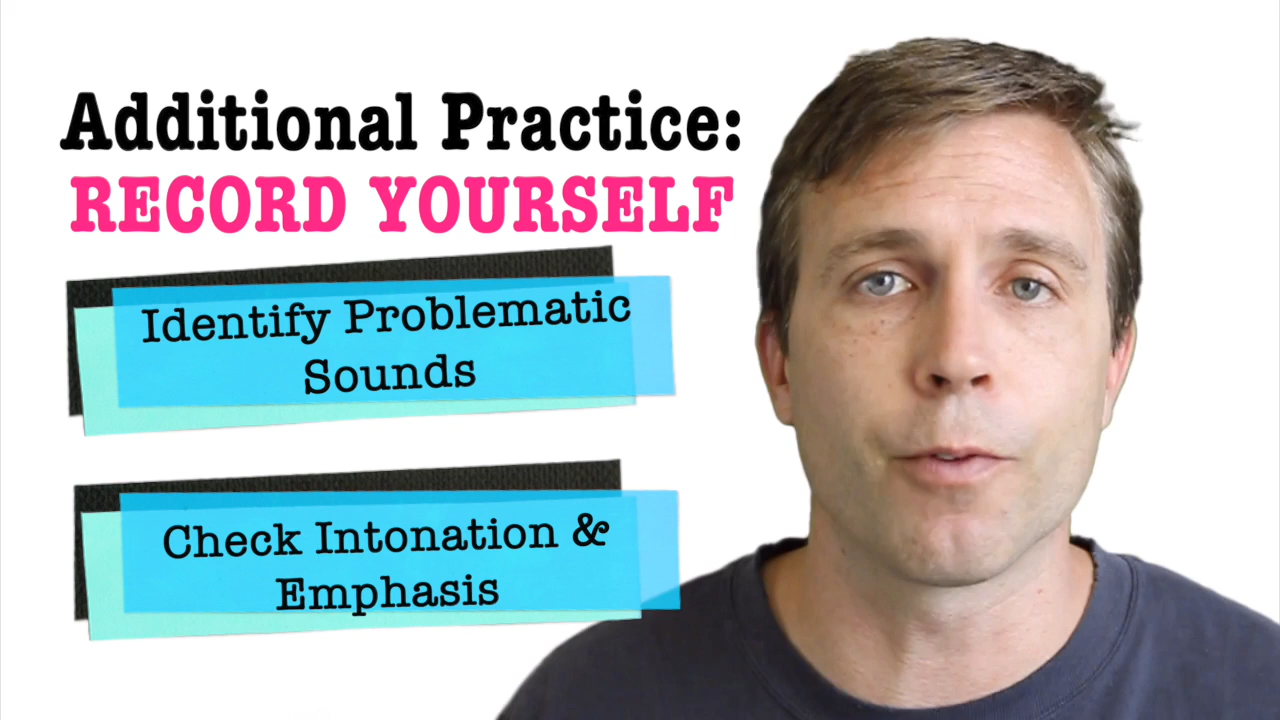 Additional Practice:
RECORD YOURSELF
Identify Problematic
Sounds
Check Intonation &
Emphasis